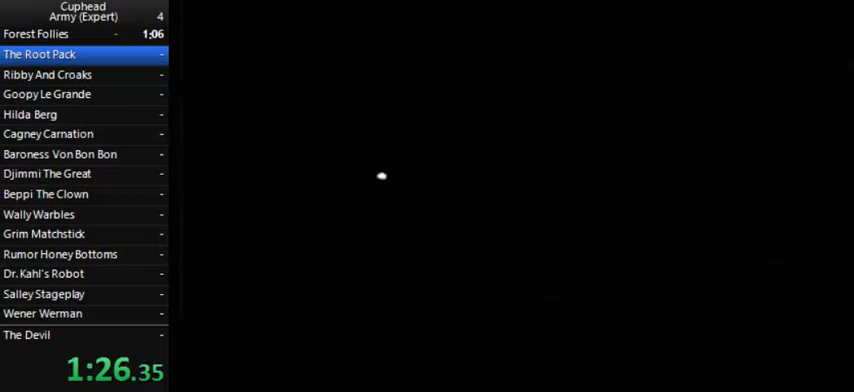 Cuphead
Army (Expert) 4
Forest Follies - 1:06
The Root Pack -
Ribby And Croaks -
Goopy Le Grande -
Hilda Berg -
Cagney Carnation -
Baroness Von Bon Bon -
Djimmi The Great -
Beppi The Clown -
Wally Warbles -
Grim Matchstick -
Rumor Honey Bottoms -
Dr. Kahl's Robot -
Salley Stageplay -
Wener Werman -
The Devil -
1:26.35